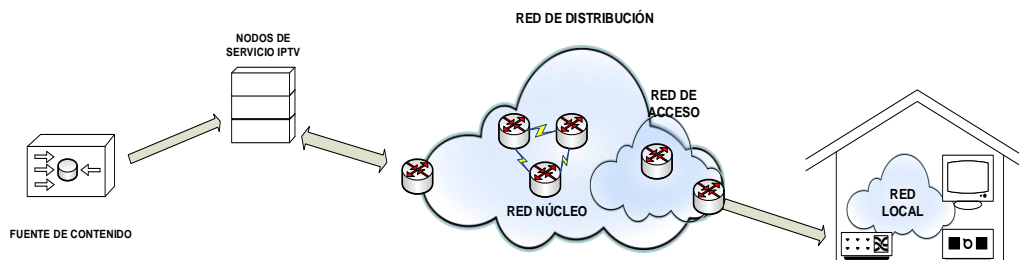 RED DE DISTRIBUCIÓN
NODOS DE
SERVICIO IPTV
RED DE
ACCESO
RED NÚCLEO
RED
LOCAL
FUENTE DE CONTENIDO